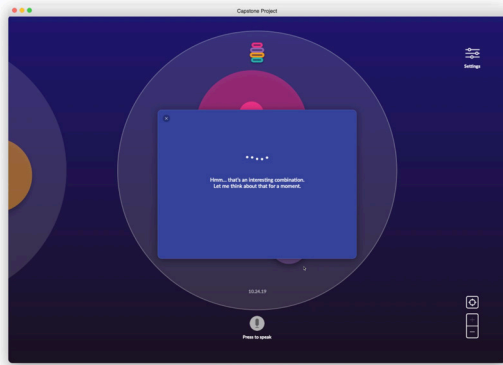 Capstone Project
Settings
Hmm... that's an interesting combination.
Let me think about that for a moment.
10.24.19
Press to speak